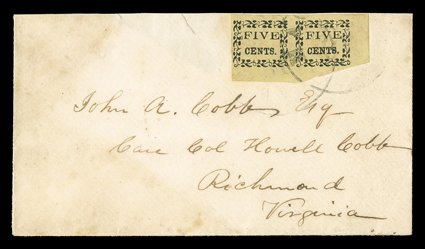 FIVE FIVE
CENTS. CENTS.
John A. Cobb Esq
Care Col Howell Cobb
Richmond
Virginia